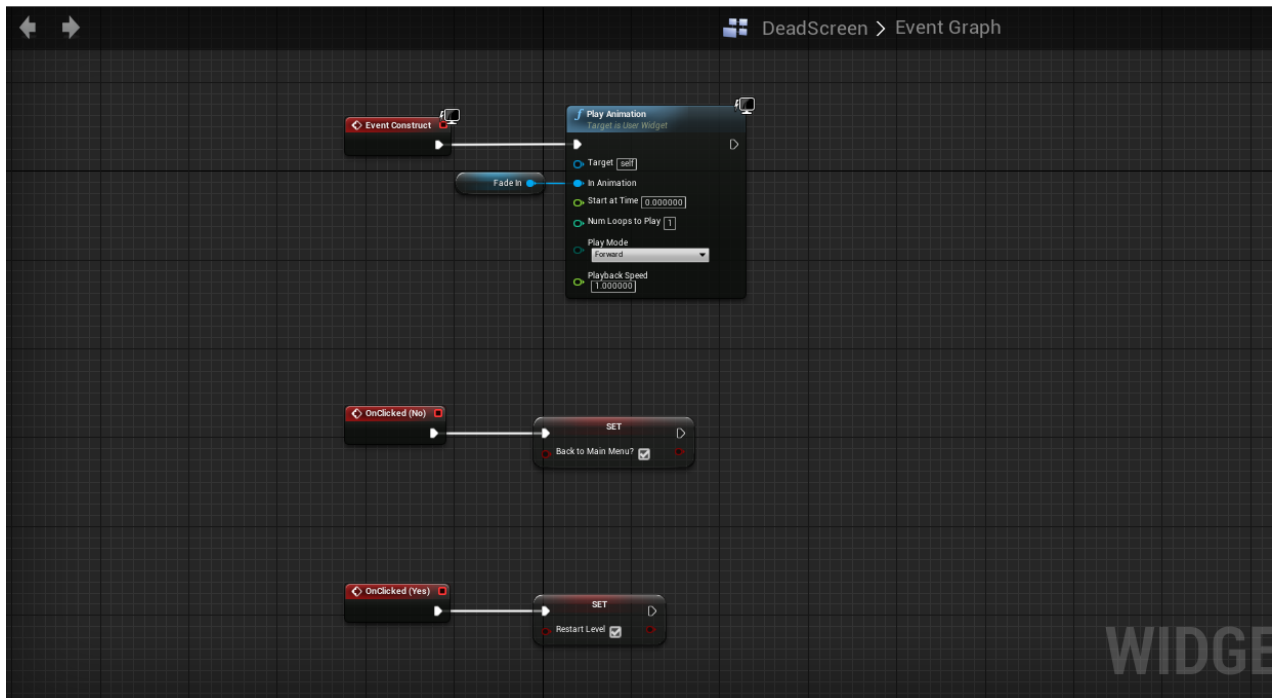 DeadScreen > Event Graph
Event Construct
f Play Animation
Target is User Widget
Target self
Fade In
In Animation
Start at Time 0.000000
Num Loops to Play 1
Play Mode
Forward
Playback Speed
1.000000
OnClicked (No)
SET
Back to Main Menu?
OnClicked (Yes)
SET
Restart Level
WIDGE